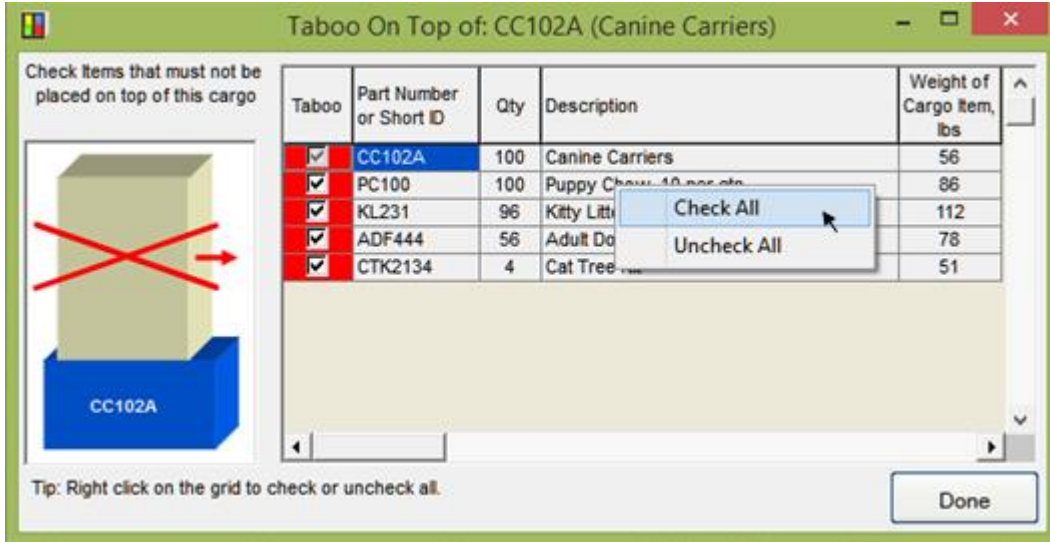 Taboo On Top of: CC102A (Canine Carriers)
Check Items that must not be
placed on top of this cargo
Taboo
Part Number
or Short ID
Qty
Description
Weight of
Cargo Item,
lbs
CC102A 100 Canine Carriers 56
PC100 100 Puppy Chow, 10 per ctn 86
KL231 96 Kitty 112
ADF444 56 Adult 78
CTK2134 4 Cat Tree 51
Check All
Uncheck All
CC102A
Tip: Right click on the grid to check or uncheck all.
Done